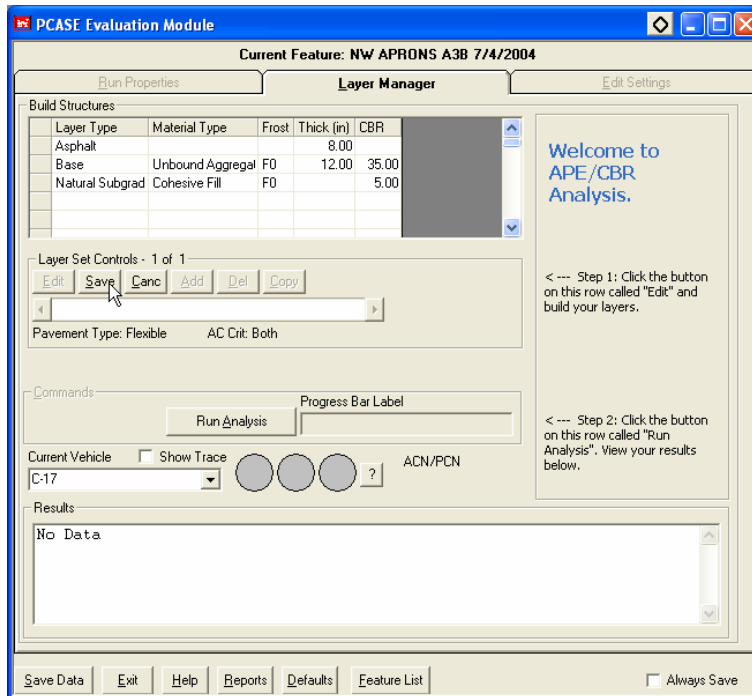 PCASE Evaluation Module
Current Feature: NW APRONS A3B 7/4/2004
Run Properties
Layer Manager
Edit Settings
Build Structures
Layer Type Material Type Frost Thick (in) CBR
Asphalt 8.00
Base Unbound Aggregal F0 12.00 35.00
Natural Subgrad Cohesive Fill F0 5.00
Welcome to
APE/CBR
Analysis.
Layer Set Controls - 1 of 1
Edit Save Canc Add Del Copy
Pavement Type: Flexible AC Crit: Both
< --- Step 1: Click the button
on this row called "Edit" and
build your layers.
Commands
Progress Bar Label
Run Analysis
< --- Step 2: Click the button
on this row called "Run
Analysis". View your results
below.
Current Vehicle Show Trace
C-17
?
ACN/PCN
Results
No Data
Save Data Exit Help Reports Defaults Feature List Always Save